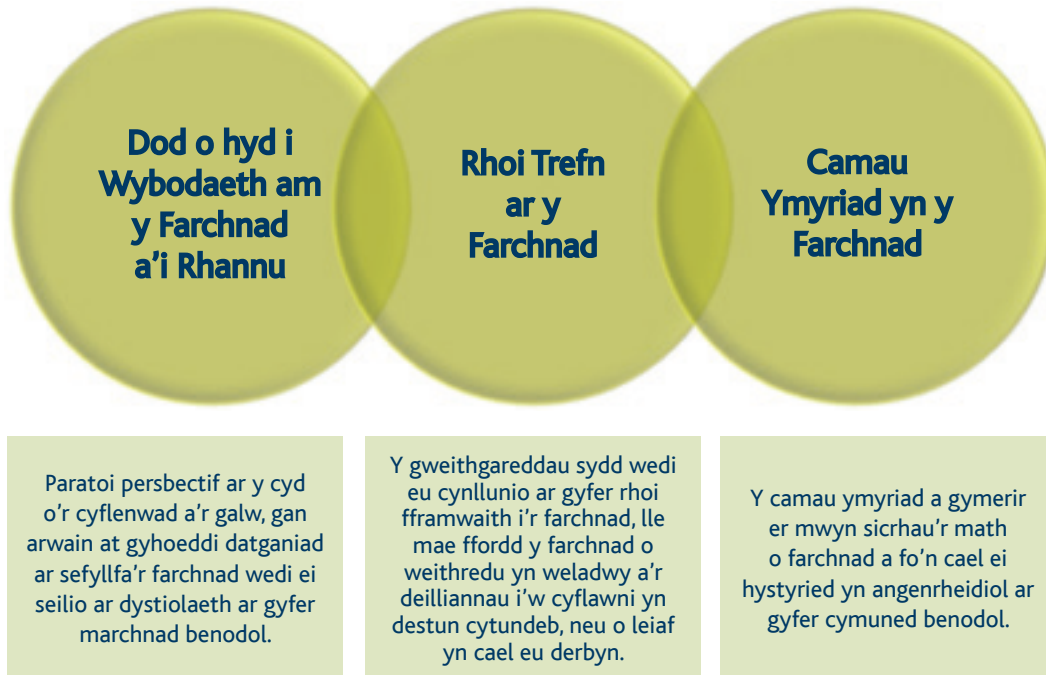 Dod o hyd i
Wybodaeth am
y Farchnad
a'i Rhannu
Rhoi Trefn
ar y
Farchnad
Camau
Ymyriad yn y
Farchnad
Paratoi persbectif ar y cyd
o'r cyflenwad a'r galw, gan
arwain at gyhoeddi datganiad
ar sefyllfa'r farchnad wedi ei
seilio ar dystiolaeth ar gyfer
marchnad benodol.
Y gweithgareddau sydd wedi
eu cynllunio ar gyfer rhoi
fframwaith i'r farchnad, lle
mae ffordd y farchnad o
weithredu yn weladwy a'r
deilliannau i'w cyflawni yn
destun cytundeb, neu o leiaf
yn cael eu derbyn.
Y camau ymyriad a gymerir
er mwyn sicrhau'r math
o farchnad a fo'n cael ei
hystyried yn angenrheidiol ar
gyfer cymuned benodol.